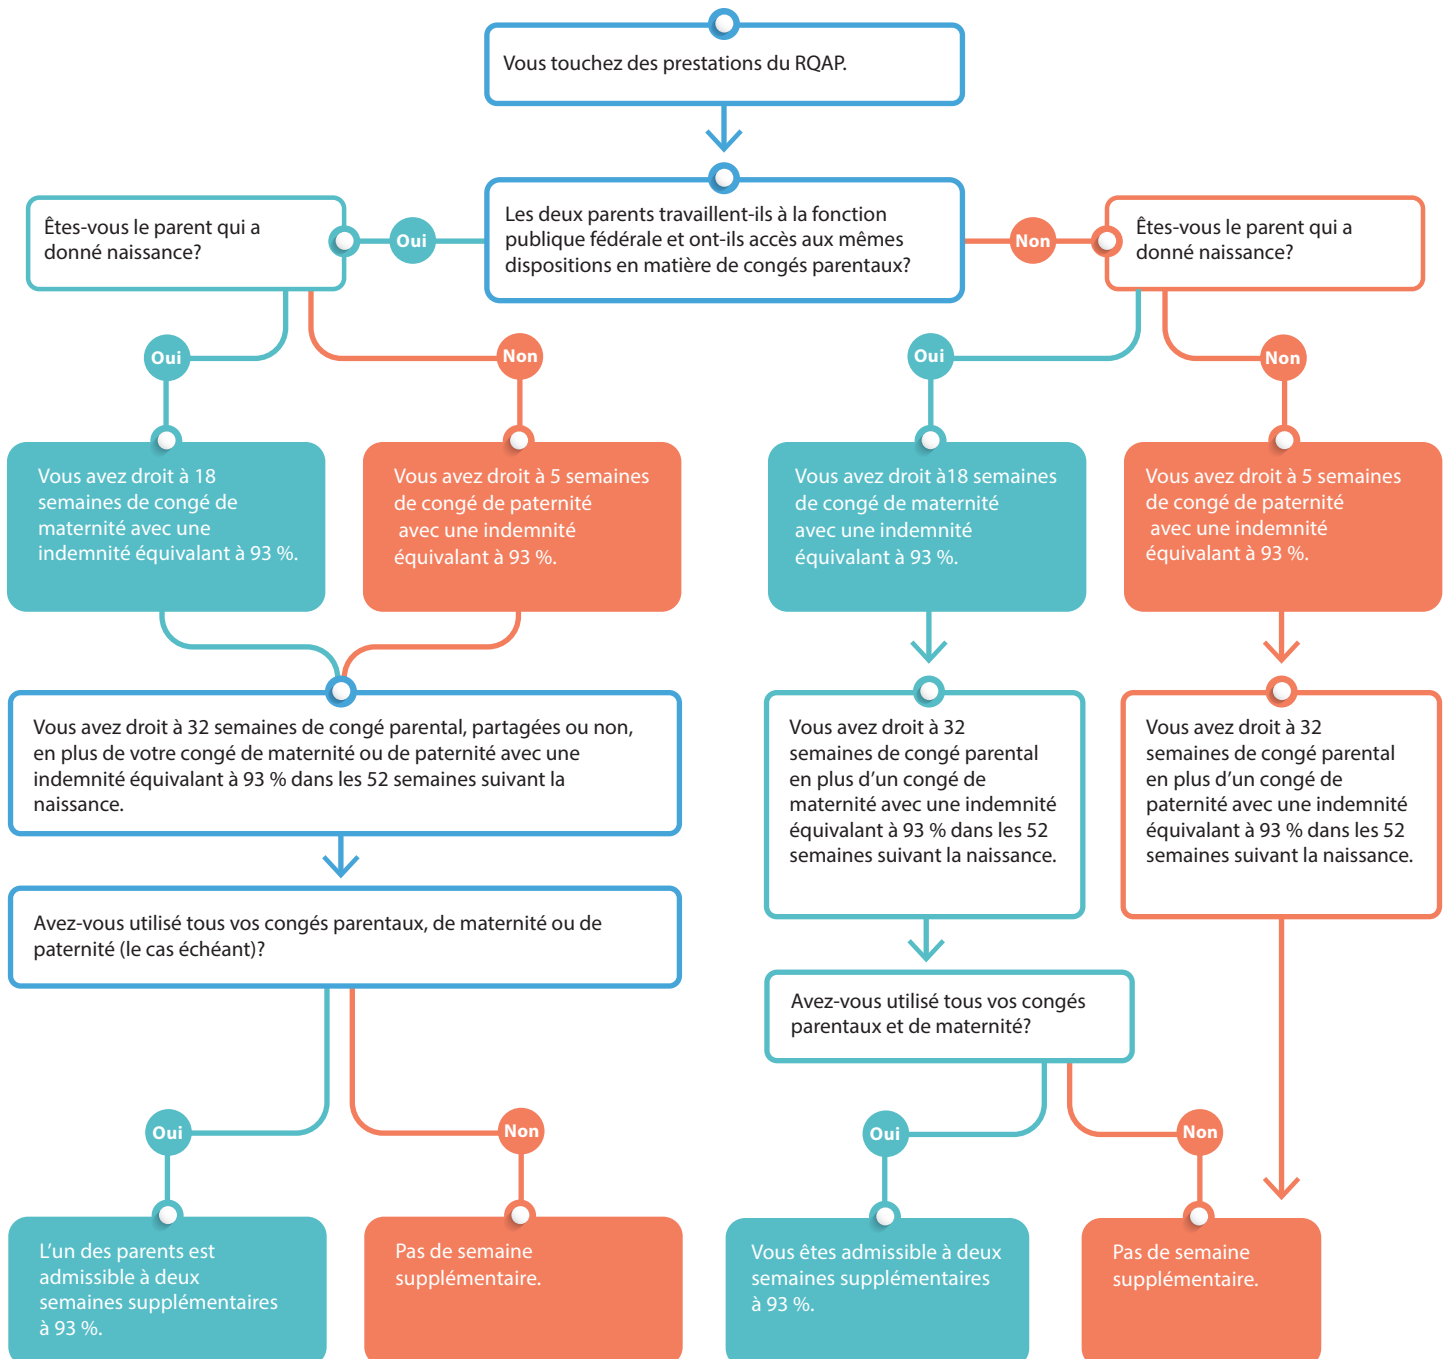 Vous touchez des prestations du RQAP.
Les deux parents travaillent-ils à la fonction
publique fédérale et ont-ils accès aux mêmes
dispositions en matière de congés parentaux?
Oui
Non
Êtes-vous le parent qui a
donné naissance?
Êtes-vous le parent qui a
donné naissance?
Oui
Non
Oui
Non
Vous avez droit à 18
semaines de congé de
maternité avec une
indemnité équivalant à 93 %.
Vous avez droit à 5 semaines
de congé de paternité
avec une indemnité
équivalant à 93 %.
Vous avez droit à18 semaines
de congé de maternité
avec une indemnité
équivalant à 93 %.
Vous avez droit à 5 semaines
de congé de paternité
avec une indemnité
équivalant à 93 %.
Vous avez droit à 32 semaines de congé parental, partagées ou non,
en plus de votre congé de maternité ou de paternité avec une
indemnité équivalant à 93 % dans les 52 semaines suivant la
naissance.
Vous avez droit à 32
semaines de congé parental
en plus d’un congé de
maternité avec une indemnité
équivalant à 93 % dans les 52
semaines suivant la naissance.
Vous avez droit à 32
semaines de congé parental
en plus d’un congé de
paternité avec une indemnité
équivalant à 93 % dans les 52
semaines suivant la naissance.
Avez-vous utilisé tous vos congés parentaux, de maternité ou de
paternité (le cas échéant)?
Avez-vous utilisé tous vos congés
parentaux et de maternité?
Oui
Non
Oui
Non
L’un des parents est
admissible à deux
semaines supplémentaires
à 93 %.
Pas de semaine
supplémentaire.
Vous êtes admissible à deux
semaines supplémentaires
à 93 %.
Pas de semaine
supplémentaire.